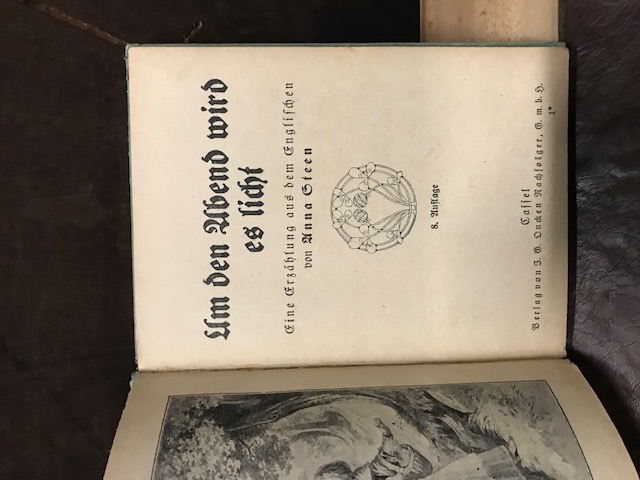 Um den Abend wird
es licht
Eine Erzählung aus dem Englischen
von Anna Steen
8. Auflage
Cassel
Verlag von J. G. Oncken Nachfolger, G. m. b. H.
1*